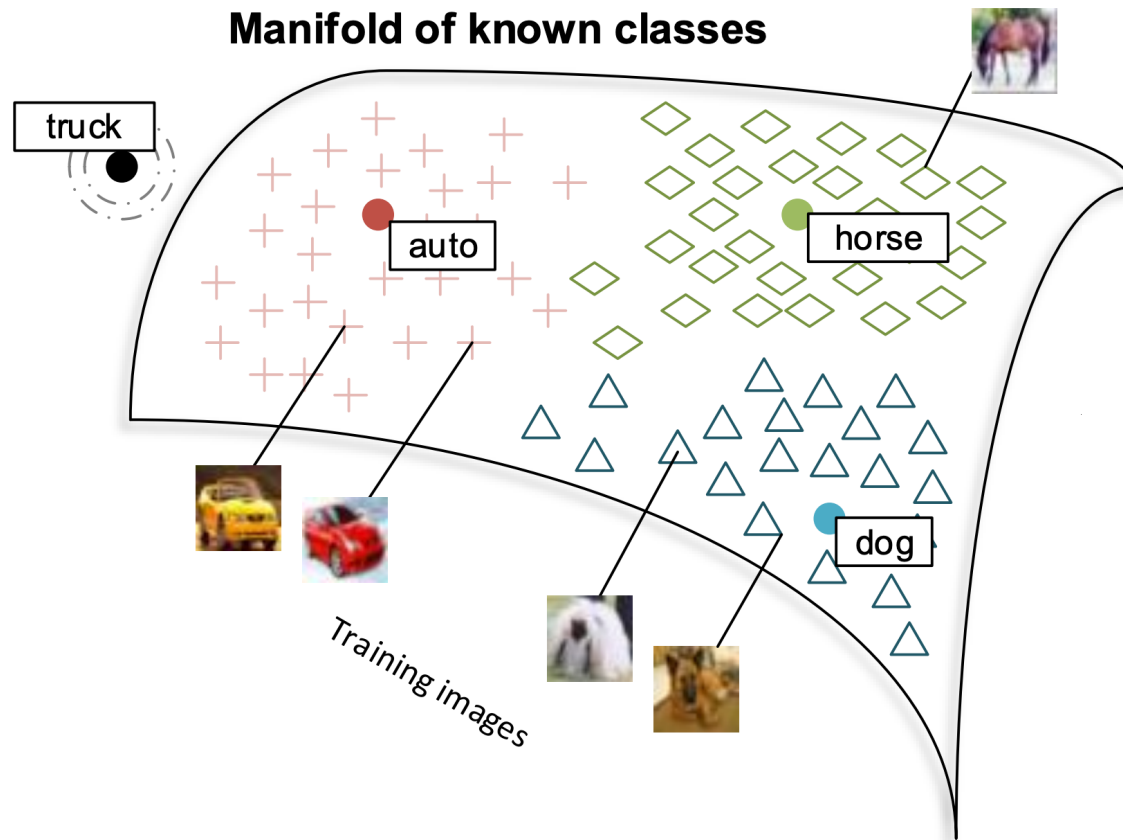 Manifold of known classes
truck
auto
horse
dog
Training images